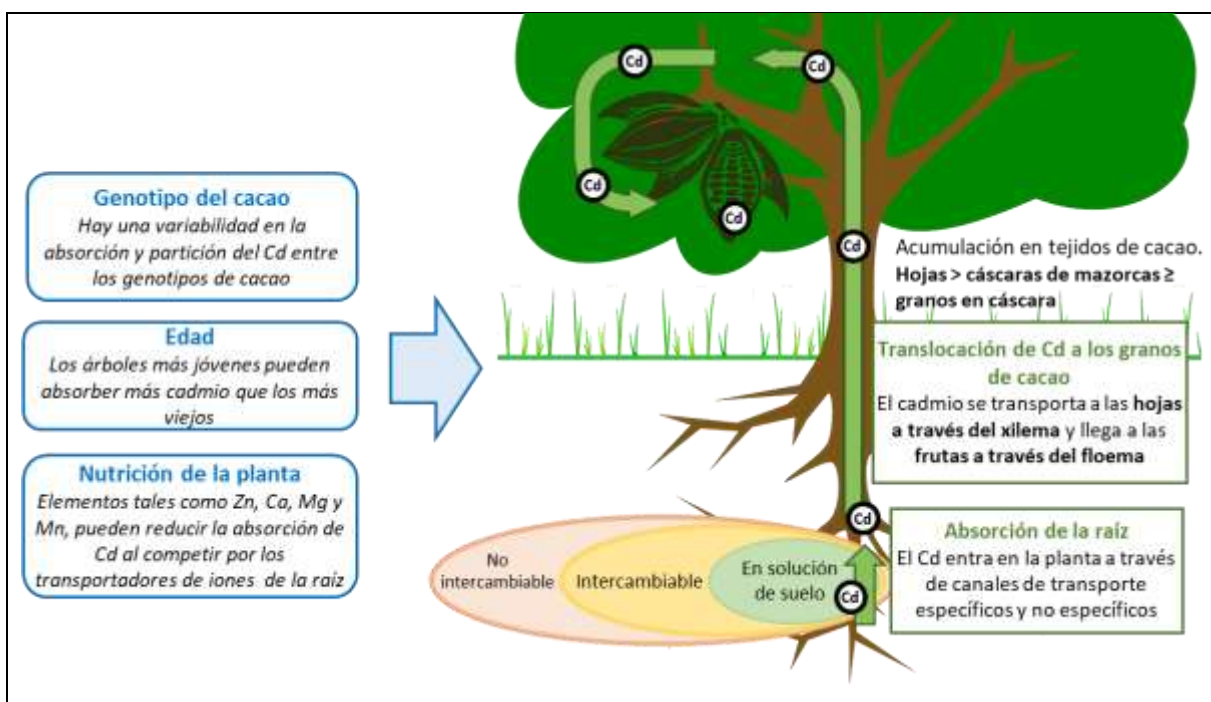 Genotipo del cacao
Hay una variabilidad en la
absorción y partición del Cd entre
los genotipos de cacao
Edad
Los árboles más jóvenes pueden
absorber más cadmio que los más
viejos
Nutrición de la planta
Elementos tales como Zn, Ca, Mg y
Mn, pueden reducir la absorción de
Cd al competir por los
transportadores de iones de la raíz
Cd
Cd
Cd
Cd
Cd
Acumulación en tejidos de cacao.
Hojas > cáscaras de mazorcas ≥
granos en cáscara
Translocación de Cd a los granos
de cacao
El cadmio se transporta a las hojas
a través del xilema y llega a las
frutas a través del floema
Cd
No
intercambiable
Intercambiable
En solución
de suelo
Cd
Absorción de la raíz
El Cd entra en la planta a través
de canales de transporte
específicos y no específicos